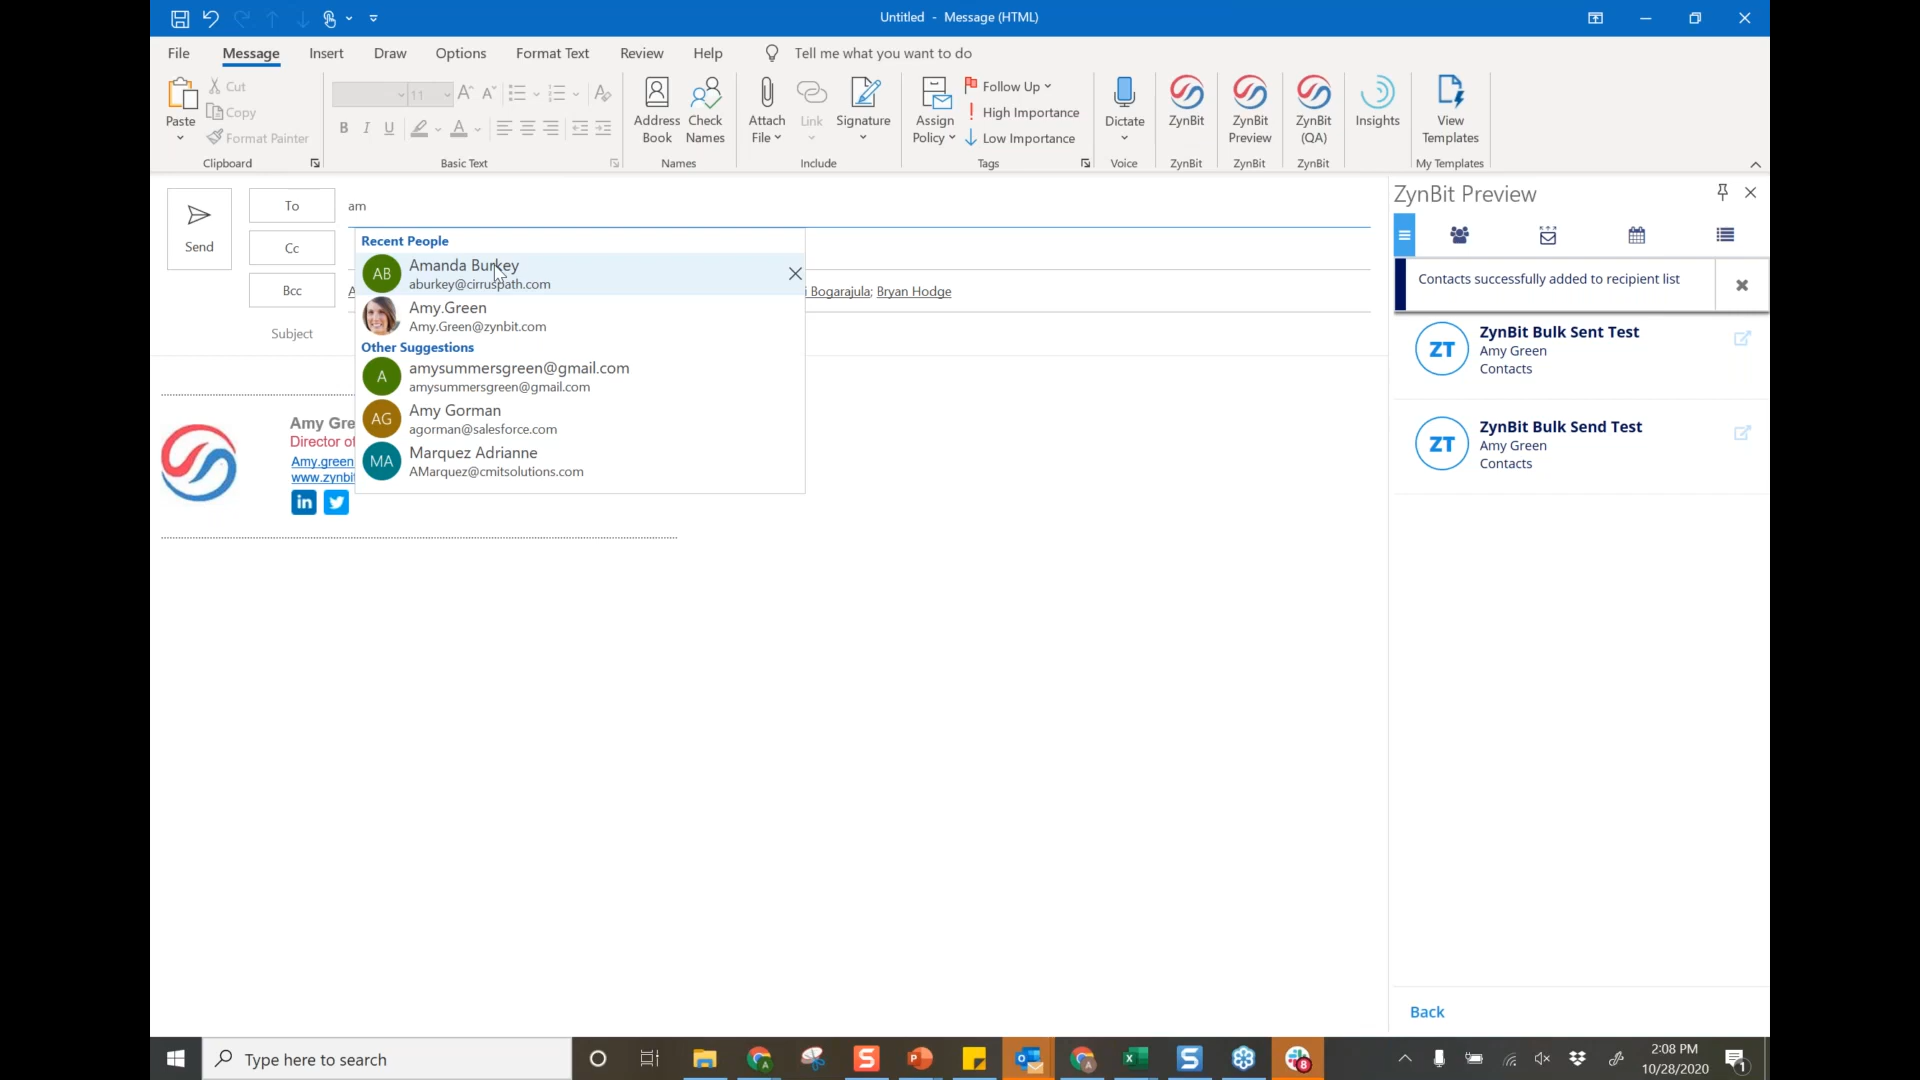 Untitled - Message (HTML)
File Message Insert Draw Options Format Text Review Help Tell me what you want to do
Paste
Cut
Copy
Format Painter
Clipboard
11
B I U
Basic Text
Address Book
Check Names
Names
Attach File
Link
Signature
Include
Assign Policy
Follow Up
High Importance
Low Importance
Tags
Dictate
Voice
ZynBit
ZynBit
ZynBit Preview
ZynBit
ZynBit (QA)
ZynBit
Insights
View Templates
My Templates
Send
To
am
Cc
Bcc
Bogarajula; Bryan Hodge
Subject
Recent People
AB
Amanda Burkey
aburkey@cirruspath.com
Amy.Green
Amy.Green@zynbit.com
Other Suggestions
A
amysummersgreen@gmail.com
amysummersgreen@gmail.com
AG
Amy Gorman
agorman@salesforce.com
MA
Marquez Adrianne
AMarquez@cmitsolutions.com
Amy Gre
Director of
Amy.green
www.zynbi
in
ZynBit Preview
Contacts successfully added to recipient list
ZT
ZynBit Bulk Sent Test
Amy Green
Contacts
ZT
ZynBit Bulk Send Test
Amy Green
Contacts
Back
Type here to search
2:08 PM
10/28/2020